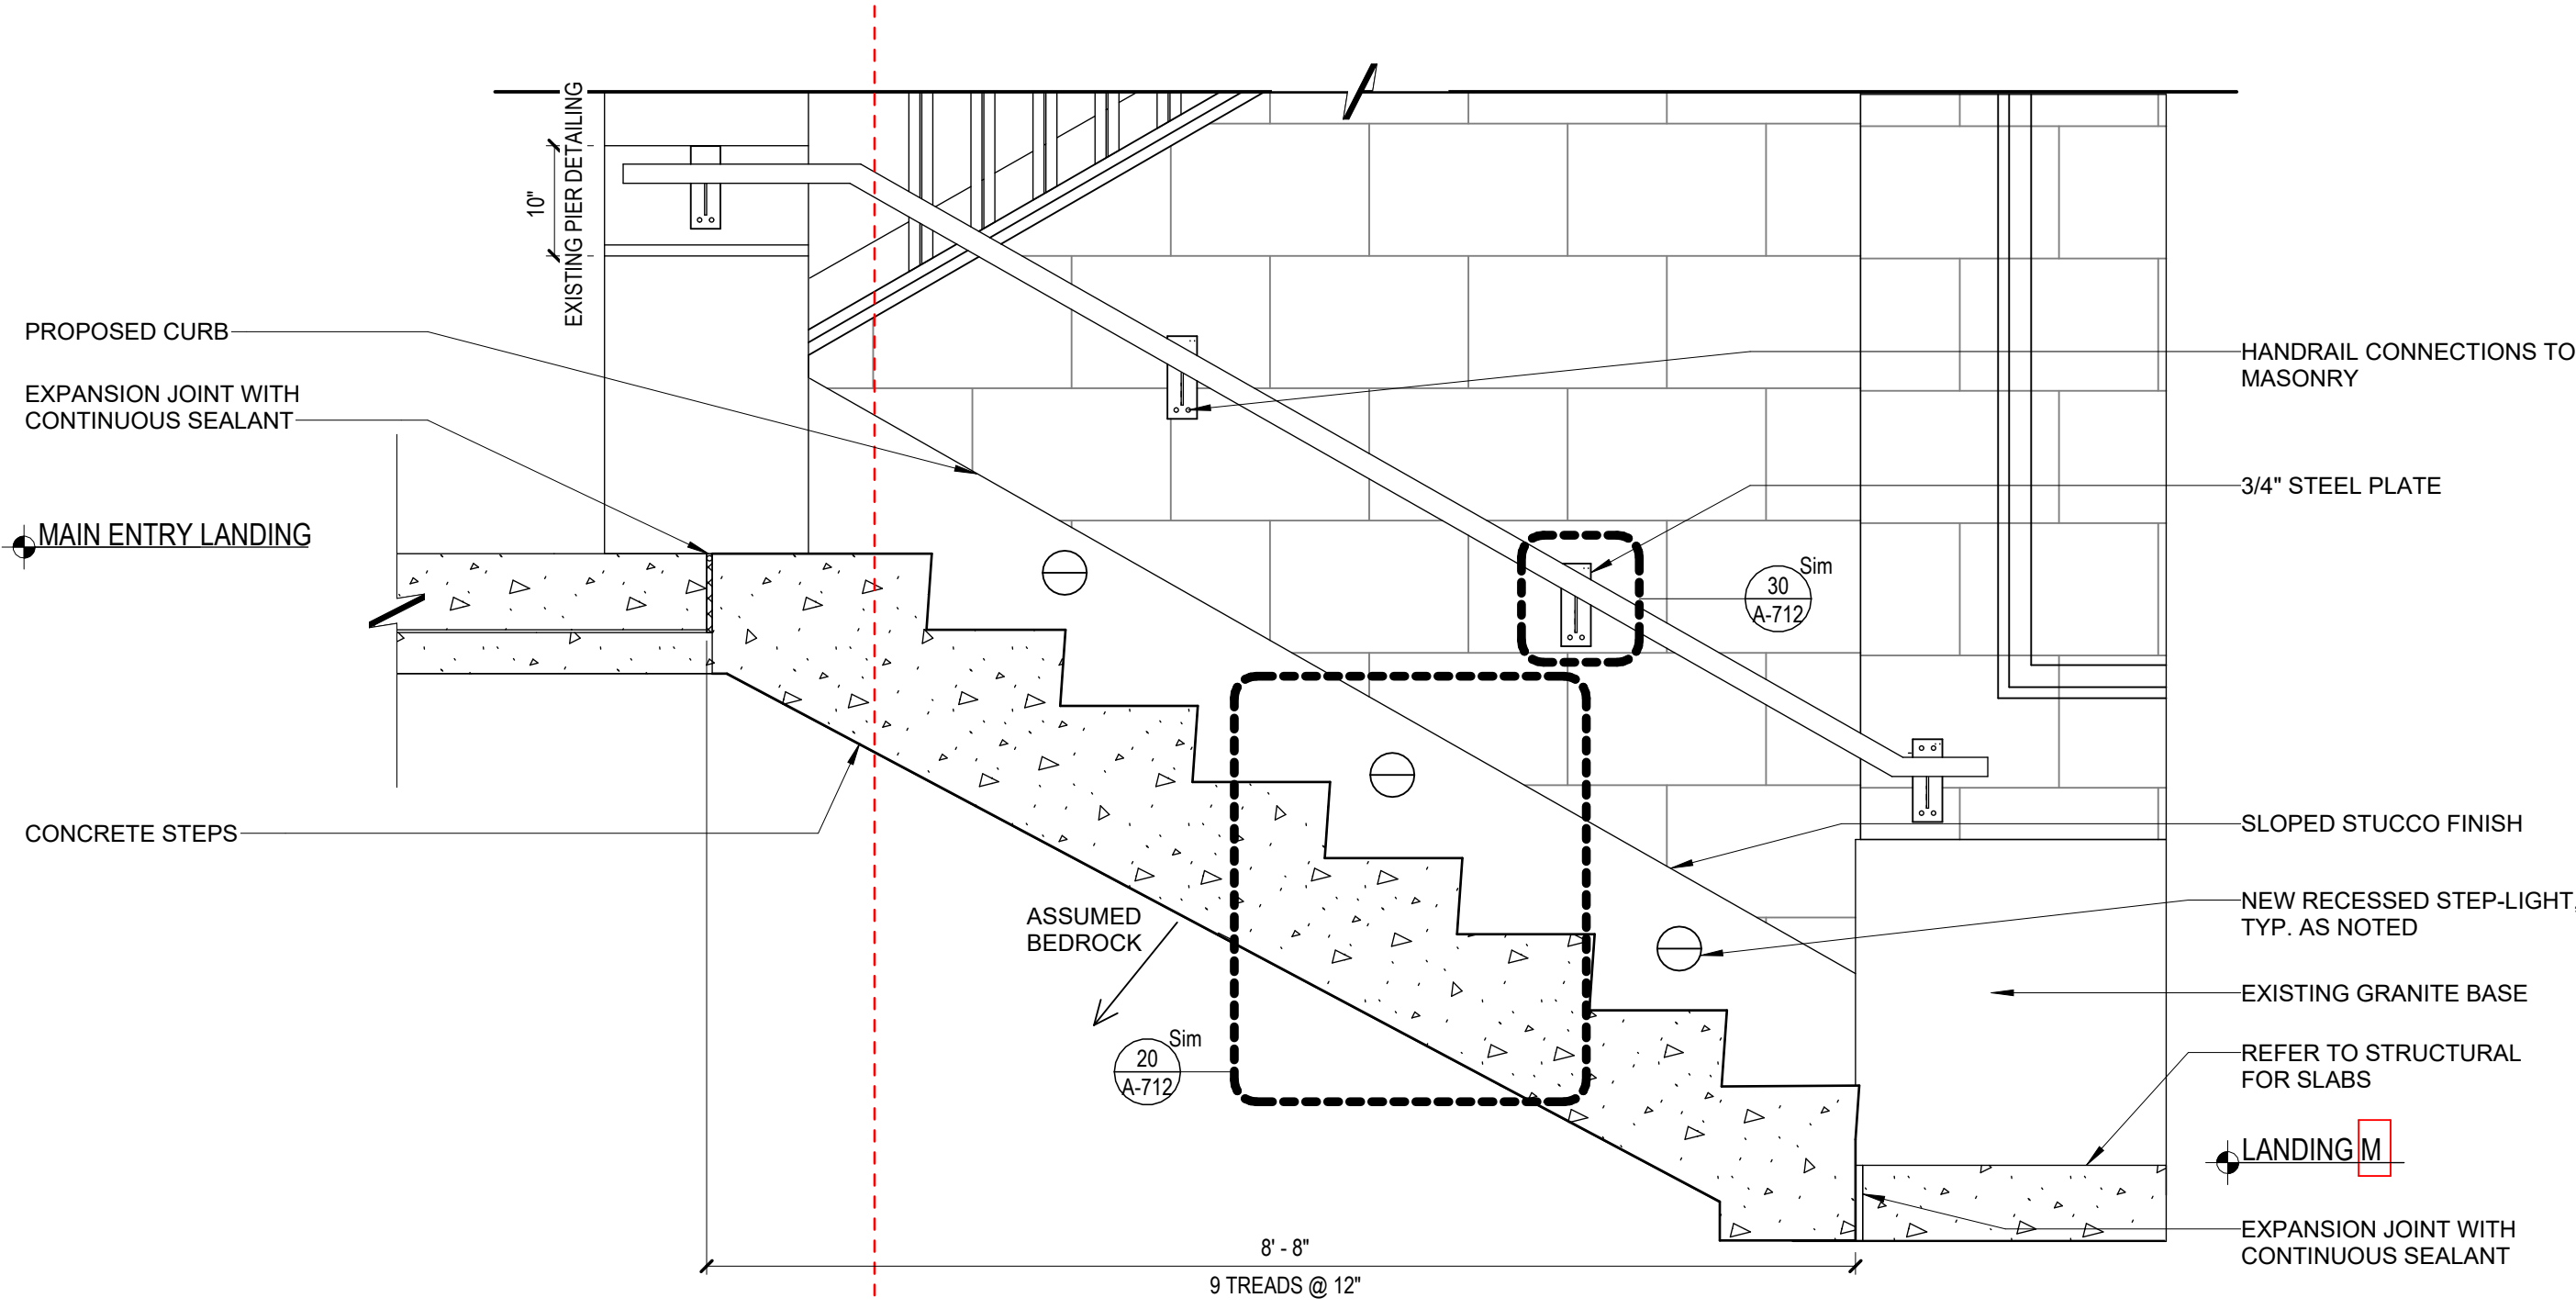 EXISTING PIER DETAILING
10"
PROPOSED CURB
EXPANSION JOINT WITH
CONTINUOUS SEALANT
MAIN ENTRY LANDING
CONCRETE STEPS
ASSUMED
BEDROCK
20
A-712
Sim
30
A-712
Sim
8' - 8"
9 TREADS @ 12"
HANDRAIL CONNECTIONS TO
MASONRY
3/4" STEEL PLATE
SLOPED STUCCO FINISH
NEW RECESSED STEP-LIGHT,
TYP. AS NOTED
EXISTING GRANITE BASE
REFER TO STRUCTURAL
FOR SLABS
LANDING M
EXPANSION JOINT WITH
CONTINUOUS SEALANT